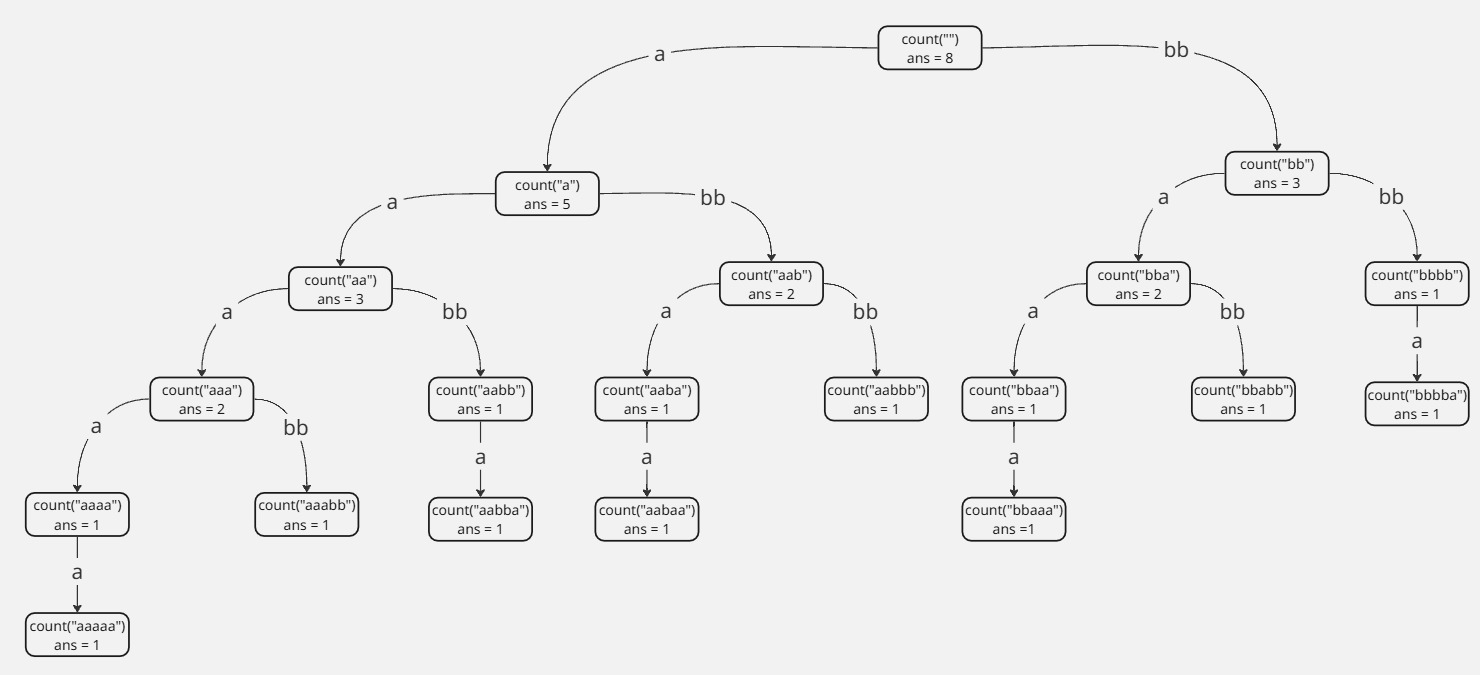 count("")
ans = 8
a
bb
count("bb")
ans = 3
count("a")
ans = 5
a
bb
a
bb
count("aa")
ans = 3
count("aab")
ans = 2
count("bba")
ans = 2
count("bbbb")
ans = 1
a
bb
a
bb
a
bb
a
count("aaa")
ans = 2
count("aabb")
ans = 1
count("aaba")
ans = 1
count("aabbb")
ans = 1
count("bbaa")
ans = 1
count("bbabb")
ans = 1
count("bbbba")
ans = 1
a
bb
a
a
a
count("aaaa")
ans = 1
count("aaabb")
ans = 1
count("aabba")
ans = 1
count("aabaa")
ans = 1
count("bbaaa")
ans =1
a
count("aaaaa")
ans = 1